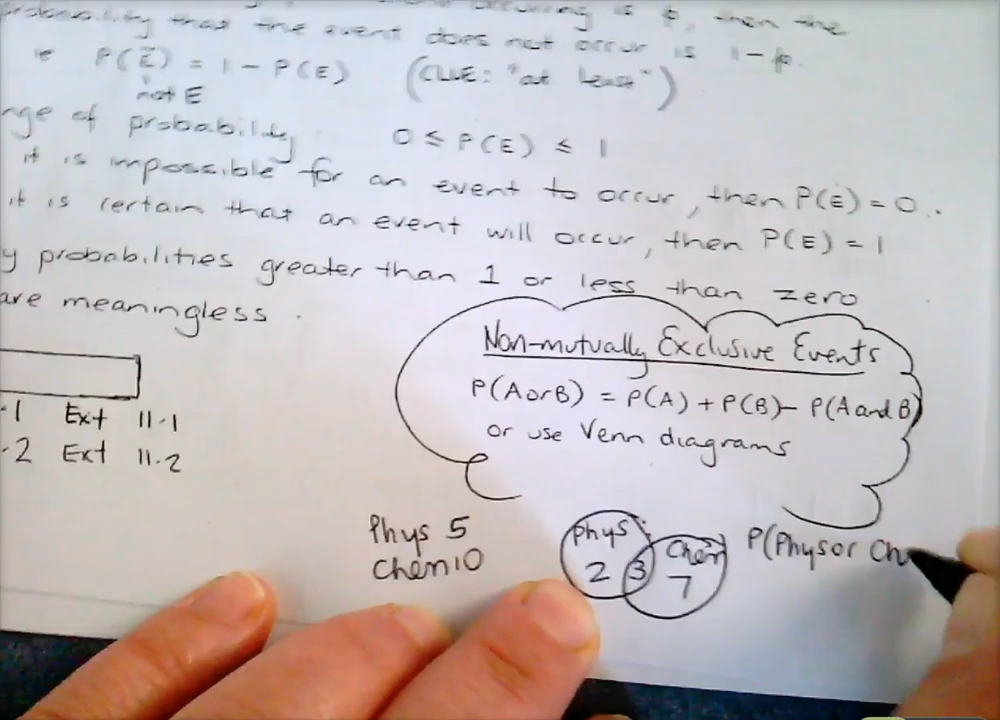 probability that the event does not occur is 1-p.
ie P(Ē) = 1 - P(E) (CLUE: "at least")
not E
nge of probability 0 ≤ P(E) ≤ 1
it is impossible for an event to occur, then P(E) = 0.
it is certain that an event will occur, then P(E) = 1
y probabilities greater than 1 or less than zero
are meaningless.
Non-mutually Exclusive Events
P(A or B) = P(A) + P(B) - P(A and B)
or use Venn diagrams
-1 Ext 11.1
-2 Ext 11.2
Phys 5
Chem 10
Phys Chem
2 3 7
P(Phys or Ch